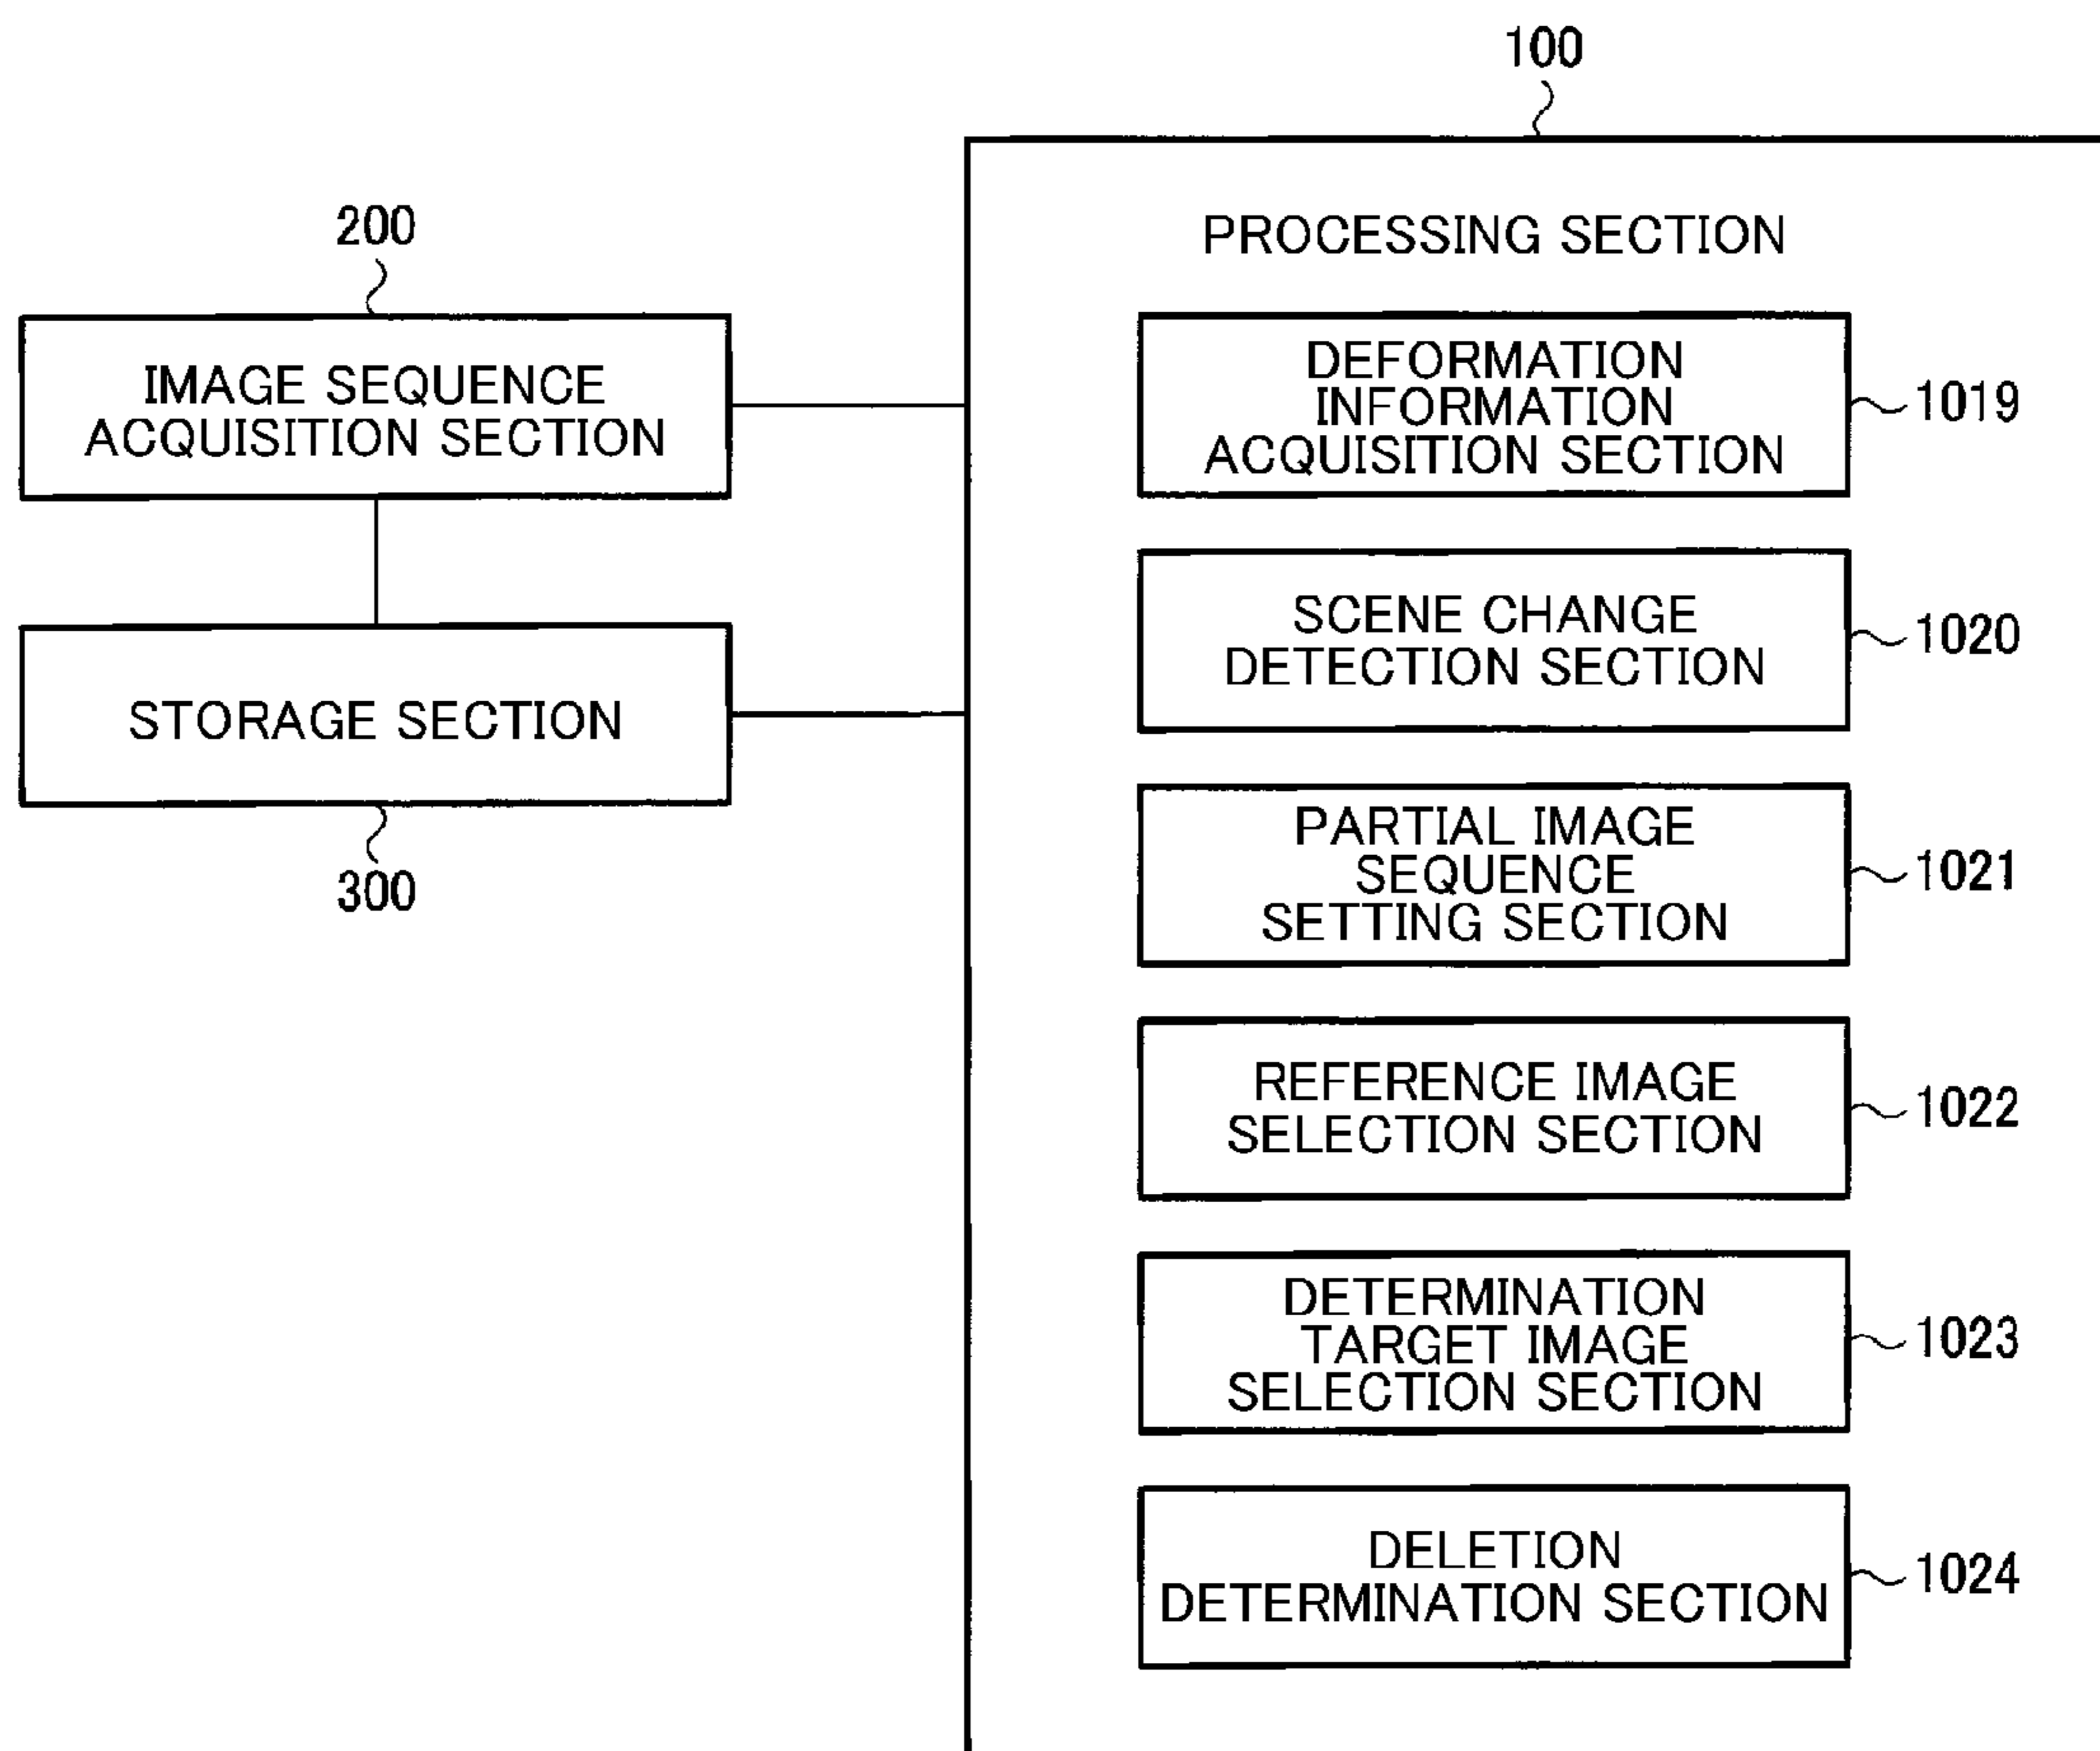 100
PROCESSING SECTION
200
IMAGE SEQUENCE
ACQUISITION SECTION
STORAGE SECTION
300
DEFORMATION
INFORMATION
ACQUISITION SECTION
1019
SCENE CHANGE
DETECTION SECTION
1020
PARTIAL IMAGE
SEQUENCE
SETTING SECTION
1021
REFERENCE IMAGE
SELECTION SECTION
1022
DETERMINATION
TARGET IMAGE
SELECTION SECTION
1023
DELETION
DETERMINATION SECTION
1024